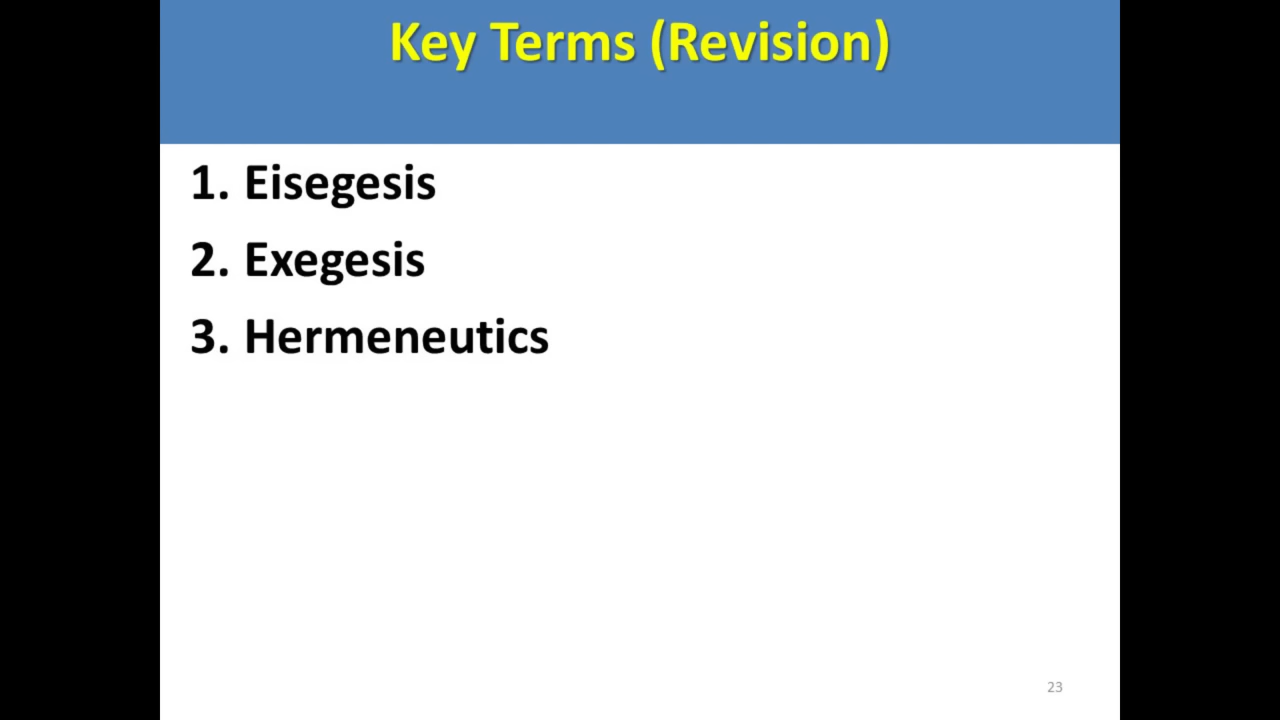 Key Terms (Revision)
1. Eisegesis
2. Exegesis
3. Hermeneutics
23